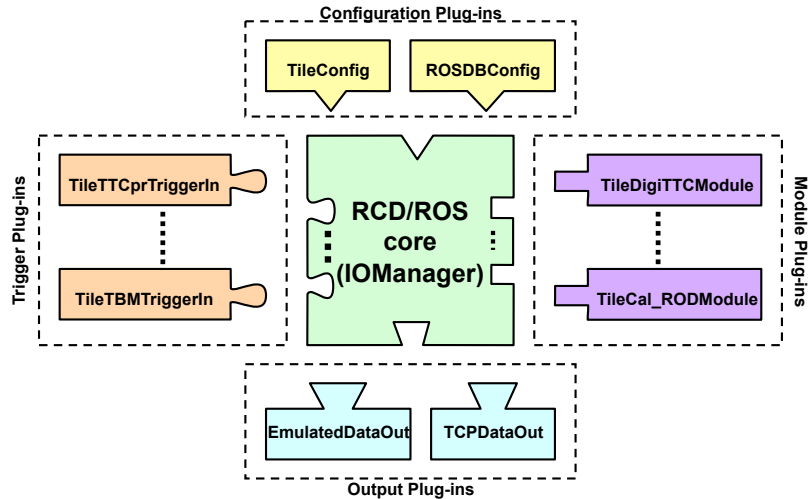 Configuration Plug-ins
TileConfig
ROSDBConfig
Trigger Plug-ins
TileTTCprTriggerIn
TileTBMTriggerIn
RCD/ROS
core
(IOManager)
TileDigiTTCModule
TileCal_RODModule
Module Plug-ins
EmulatedDataOut
TCPDataOut
Output Plug-ins